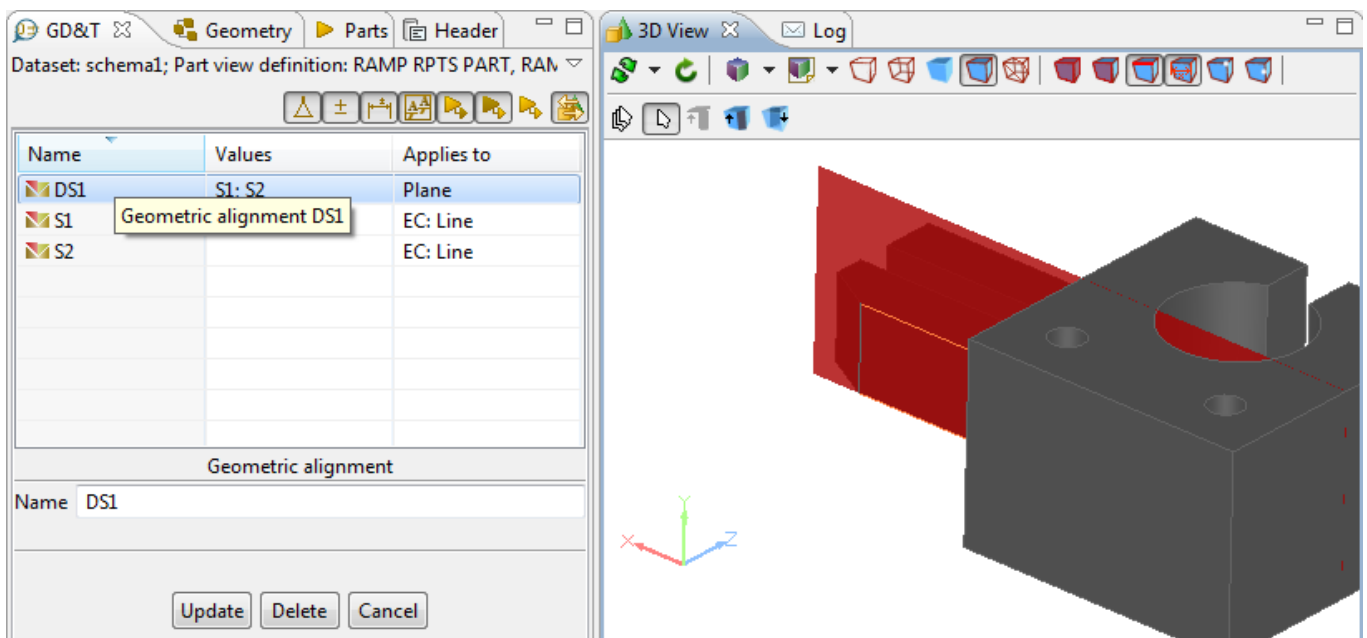 GD&T Geometry Parts Header
Dataset: schema1; Part view definition: RAMP RPTS PART, RAM
Name Values Applies to
DS1 S1: S2 Plane
Geometric alignment DS1
S1 EC: Line
S2 EC: Line
Geometric alignment
Name DS1
Update Delete Cancel
3D View Log
Y
X
Z